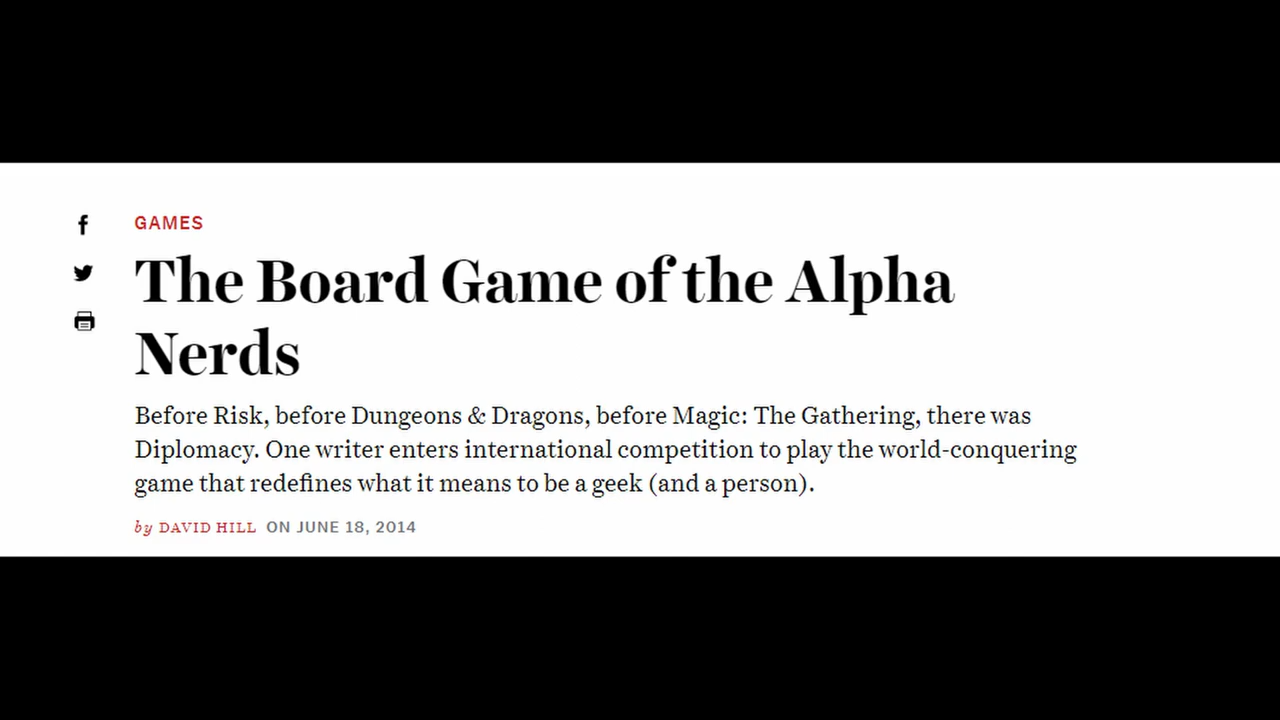 GAMES
The Board Game of the Alpha
Nerds
Before Risk, before Dungeons & Dragons, before Magic: The Gathering, there was
Diplomacy. One writer enters international competition to play the world-conquering
game that redefines what it means to be a geek (and a person).
by DAVID HILL ON JUNE 18, 2014